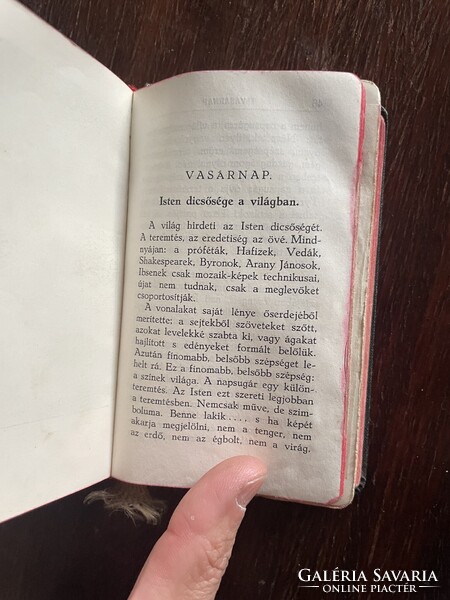 VASÁRNAP.
Isten dicsősége a világban.
A világ hirdeti az Isten dicsőségét.
A teremtés, az eredetiség az övé. Mind-
nyájan: a próféták, Hafizek, Vedák,
Shakespearek, Byronok, Arany Jánosok,
Ibsenek csak mozaik-képek technikusai,
újat nem tudnak, csak a meglevőket
csoportosítják.
A vonalakat saját lénye őserdejéből
merítette: a sejtekből szöveteket szőtt,
azokat levelekké szabta ki, vagy ágakat
hajlított s edényeket formált belőlük.
Azután finomabb, belsőbb szépséget le-
helt rá. Ez a finomabb, belsőbb szépség:
a színek világa. A napsugár egy külön-
teremtés. Az Isten ezt szereti legjobban
a teremtésben. Nemcsak műve, de szim-
boluma. Benne lakik.... s ha képét
akarja megjelölni, nem a tenger, nem
az erdő, nem az égbolt, nem a virág.
GALÉRIA SAVARIA
ONLINE PIACTÉR